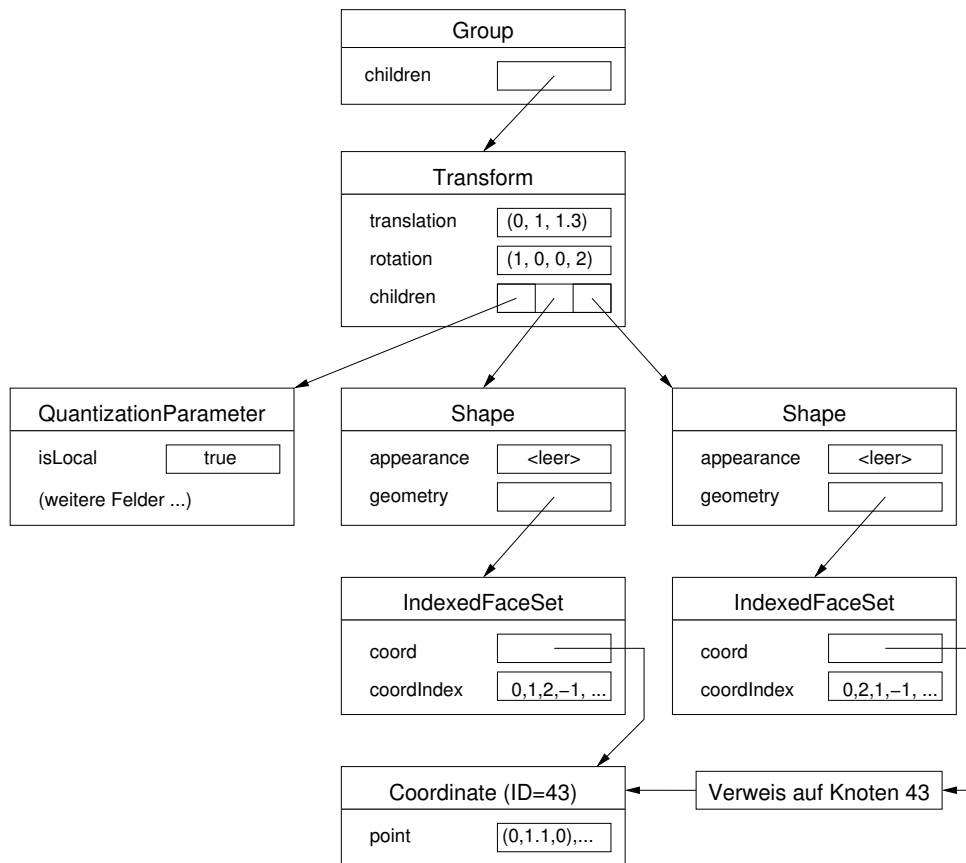 Group
children
Transform
translation (0, 1, 1.3)
rotation (1, 0, 0, 2)
children
QuantizationParameter
isLocal true
(weitere Felder ...)
Shape
appearance <leer>
geometry
Shape
appearance <leer>
geometry
IndexedFaceSet
coord
coordIndex 0,1,2,−1, ...
IndexedFaceSet
coord
coordIndex 0,2,1,−1, ...
Coordinate (ID=43)
point (0,1.1,0),...
Verweis auf Knoten 43